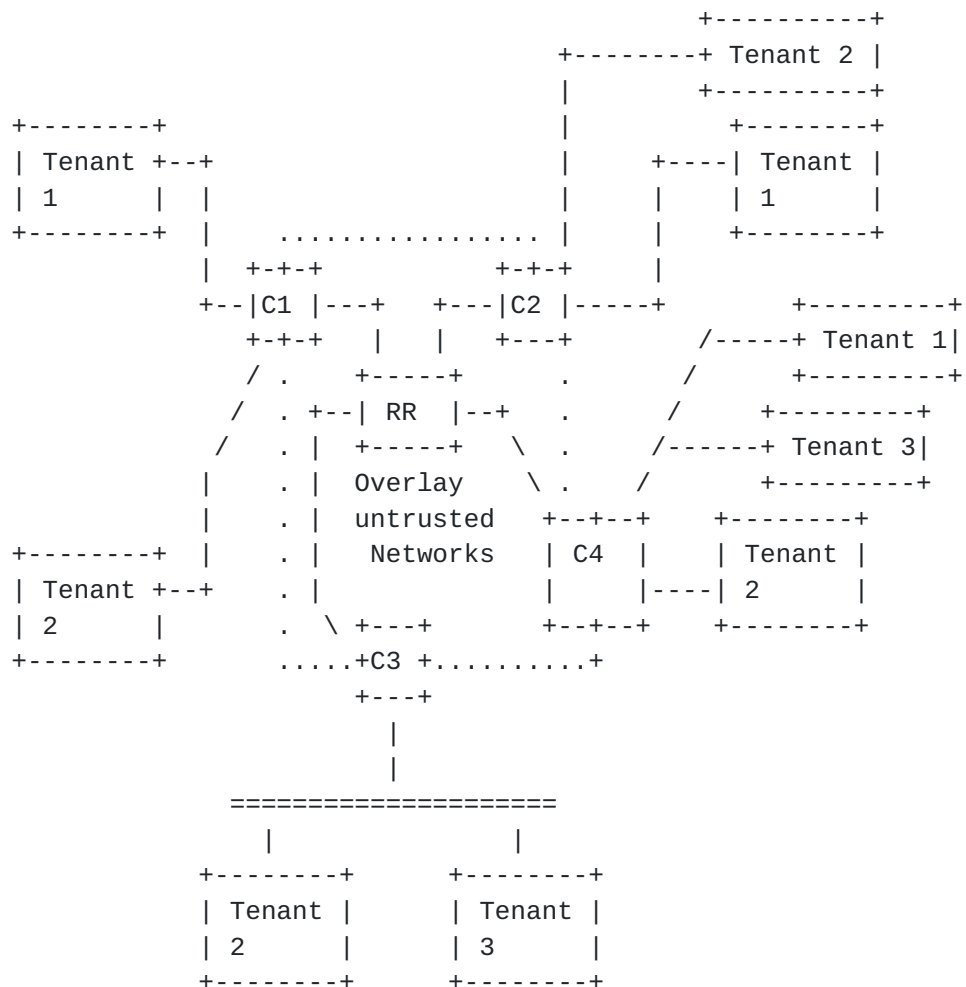 +----------+
+--------+ Tenant 2 |
|        +----------+
+--------+                          |          +--------+
| Tenant +--+                       |     +----| Tenant |
| 1      |  |                       |     |    | 1      |
+--------+  |    ................. |     |    +--------+
|  +-+-+           +-+-+     |
+--|C1 |---+   +---|C2 |-----+        +---------+
+-+-+   |   |   +---+        /-----+ Tenant 1|
/ .    +-----+      .       /      +---------+
/  . +--| RR  |--+   .      /     +---------+
/   . |  +-----+   \  .     /------+ Tenant 3|
|    . |  Overlay    \ .    /       +---------+
|    . |  untrusted   +--+--+    +--------+
+--------+  |    . |   Networks   | C4  |    | Tenant |
| Tenant +--+    . |              |     |----| 2      |
| 2      |       .  \ +---+       +--+--+    +--------+
+--------+       .....+C3 +..........+
+---+
|
|
=====================
|               |
+--------+      +--------+
| Tenant |      | Tenant |
| 2      |      | 3      |
+--------+      +--------+